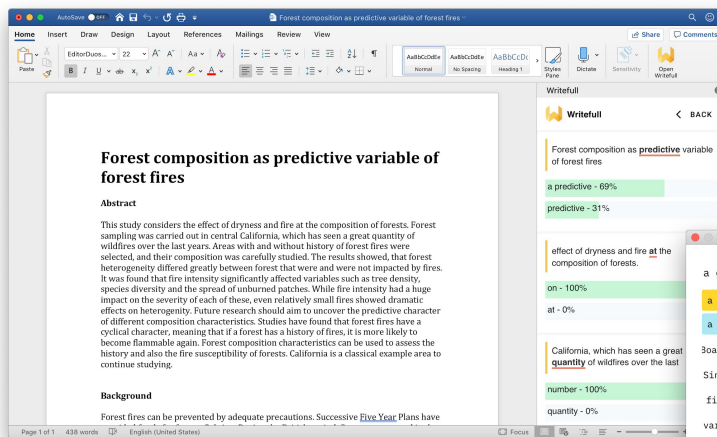 AutoSave OFF
Forest composition as predictive variable of forest fires
Home Insert Draw Design Layout References Mailings Review View Share Comments
Paste
EditorDuos... 22
A^ Aˇ Aa A
B I U ab x₂ x² A A
AaBbCcDdEe AaBbCcDdEe AaBbCcDc
Normal No Spacing Heading 1
Styles Pane
Dictate
Sensitivity
Open Writefull
Forest composition as predictive variable of
forest fires
Abstract
This study considers the effect of dryness and fire at the composition of forests. Forest
sampling was carried out in central California, which has seen a great quantity of
wildfires over the last years. Areas with and without history of forest fires were
selected, and their composition was carefully studied. The results showed, that forest
heterogeneity differed greatly between forest that were and were not impacted by fires.
It was found that fire intensity significantly affected variables such as tree density,
species diversity and the spread of unburned patches. While fire intensity had a huge
impact on the severity of each of these, even relatively small fires showed dramatic
effects on heterogenity. Future research should aim to uncover the predictive character
of different composition characteristics. Studies have found that forest fires have a
cyclical character, meaning that if a forest has a history of fires, it is more likely to
become flammable again. Forest composition characteristics can be used to assess the
history and also the fire susceptibility of forests. California is a classical example area to
continue studying.
Background
Forest fires can be prevented by adequate precautions. Successive Five Year Plans have
Page 1 of 1 438 words English (United States) Focus
Writefull
Writefull BACK
Forest composition as predictive variable
of forest fires
a predictive - 69%
predictive - 31%
effect of dryness and fire at the
composition of forests.
on - 100%
at - 0%
California, which has seen a great
quantity of wildfires over the last
number - 100%
quantity - 0%
a
a
a